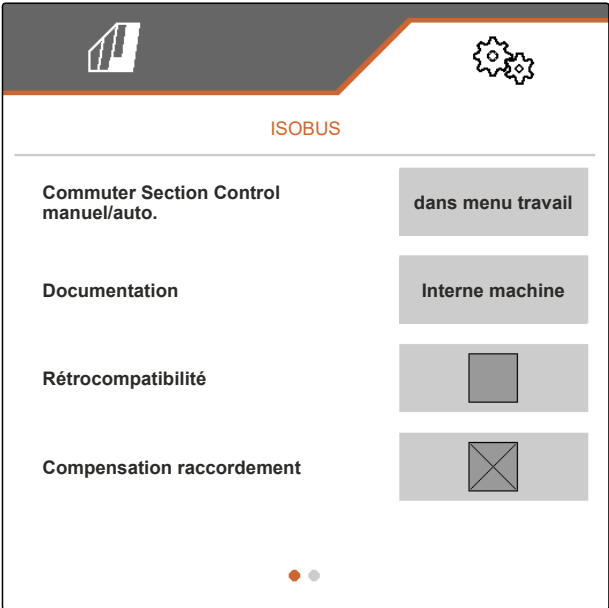 ISOBUS
Commuter Section Control
manuel/auto.
dans menu travail
Documentation
Interne machine
Rétrocompatibilité
Compensation raccordement